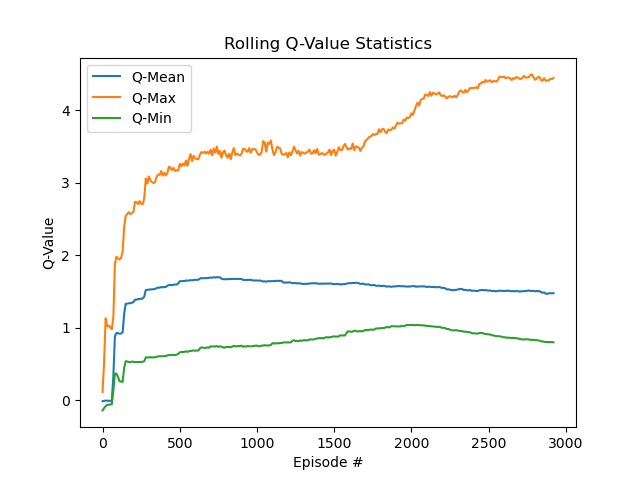 Rolling Q-Value Statistics
Q-Mean
Q-Max
Q-Min
Q-Value
4
3
2
1
0
0 500 1000 1500 2000 2500 3000
Episode #